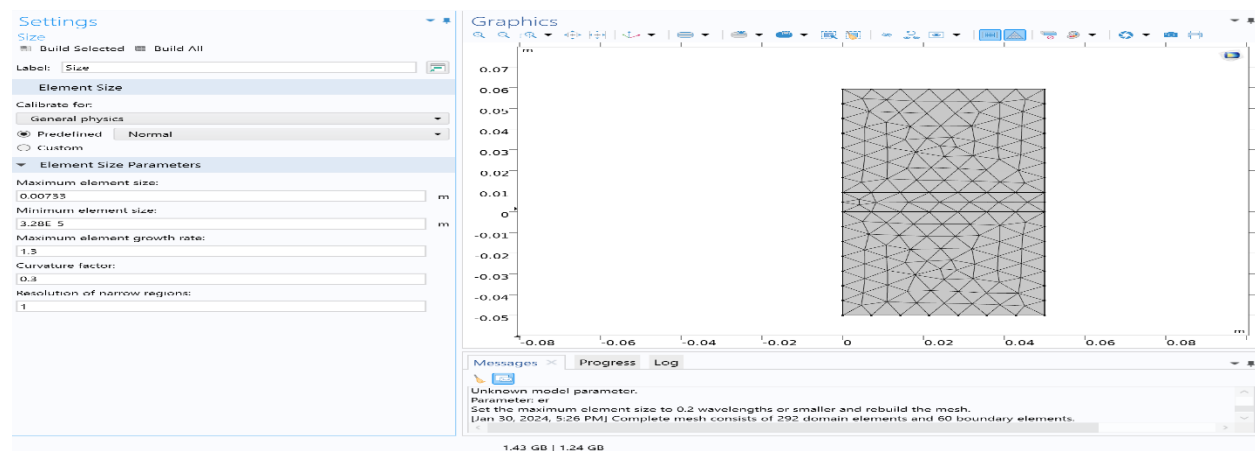 Settings
Size
Build Selected Build All
Label: Size
Element Size
Calibrate for:
General physics
Predefined Normal
Custom
Element Size Parameters
Maximum element size:
0.00733 m
Minimum element size:
3.28E-5 m
Maximum element growth rate:
1.3
Curvature factor:
0.3
Resolution of narrow regions:
1
Graphics
m
0.07
0.06
0.05
0.04
0.03
0.02
0.01
0
-0.01
-0.02
-0.03
-0.04
-0.05
m
-0.08 -0.06 -0.04 -0.02 0 0.02 0.04 0.06 0.08
Messages Progress Log
Unknown model parameter.
Parameter: er
Set the maximum element size to 0.2 wavelengths or smaller and rebuild the mesh.
[Jan 30, 2024, 5:26 PM] Complete mesh consists of 292 domain elements and 60 boundary elements.
1.43 GB | 1.24 GB